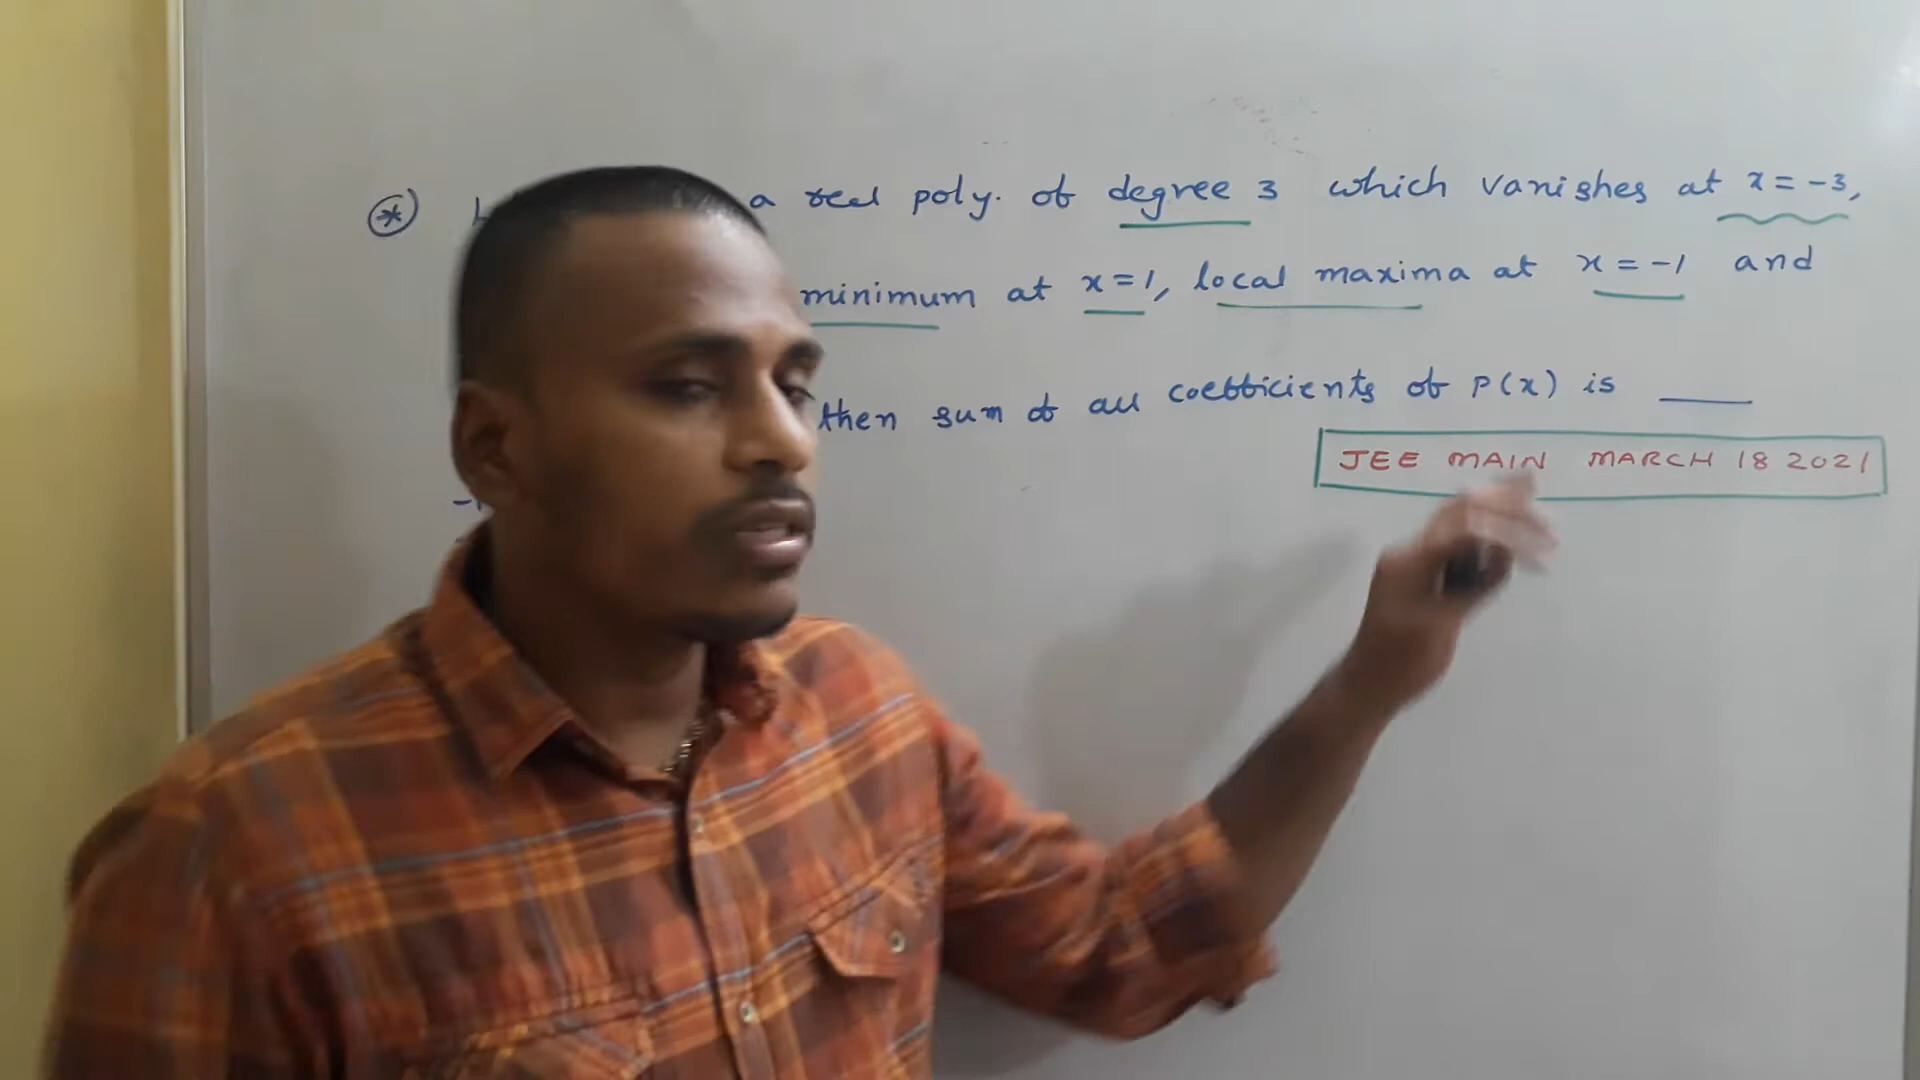 * a real poly. of degree 3 which vanishes at x = -3,
minimum at x = 1, local maxima at x = -1 and
then sum of all coefficients of P(x) is ____
JEE MAIN MARCH 18 2021